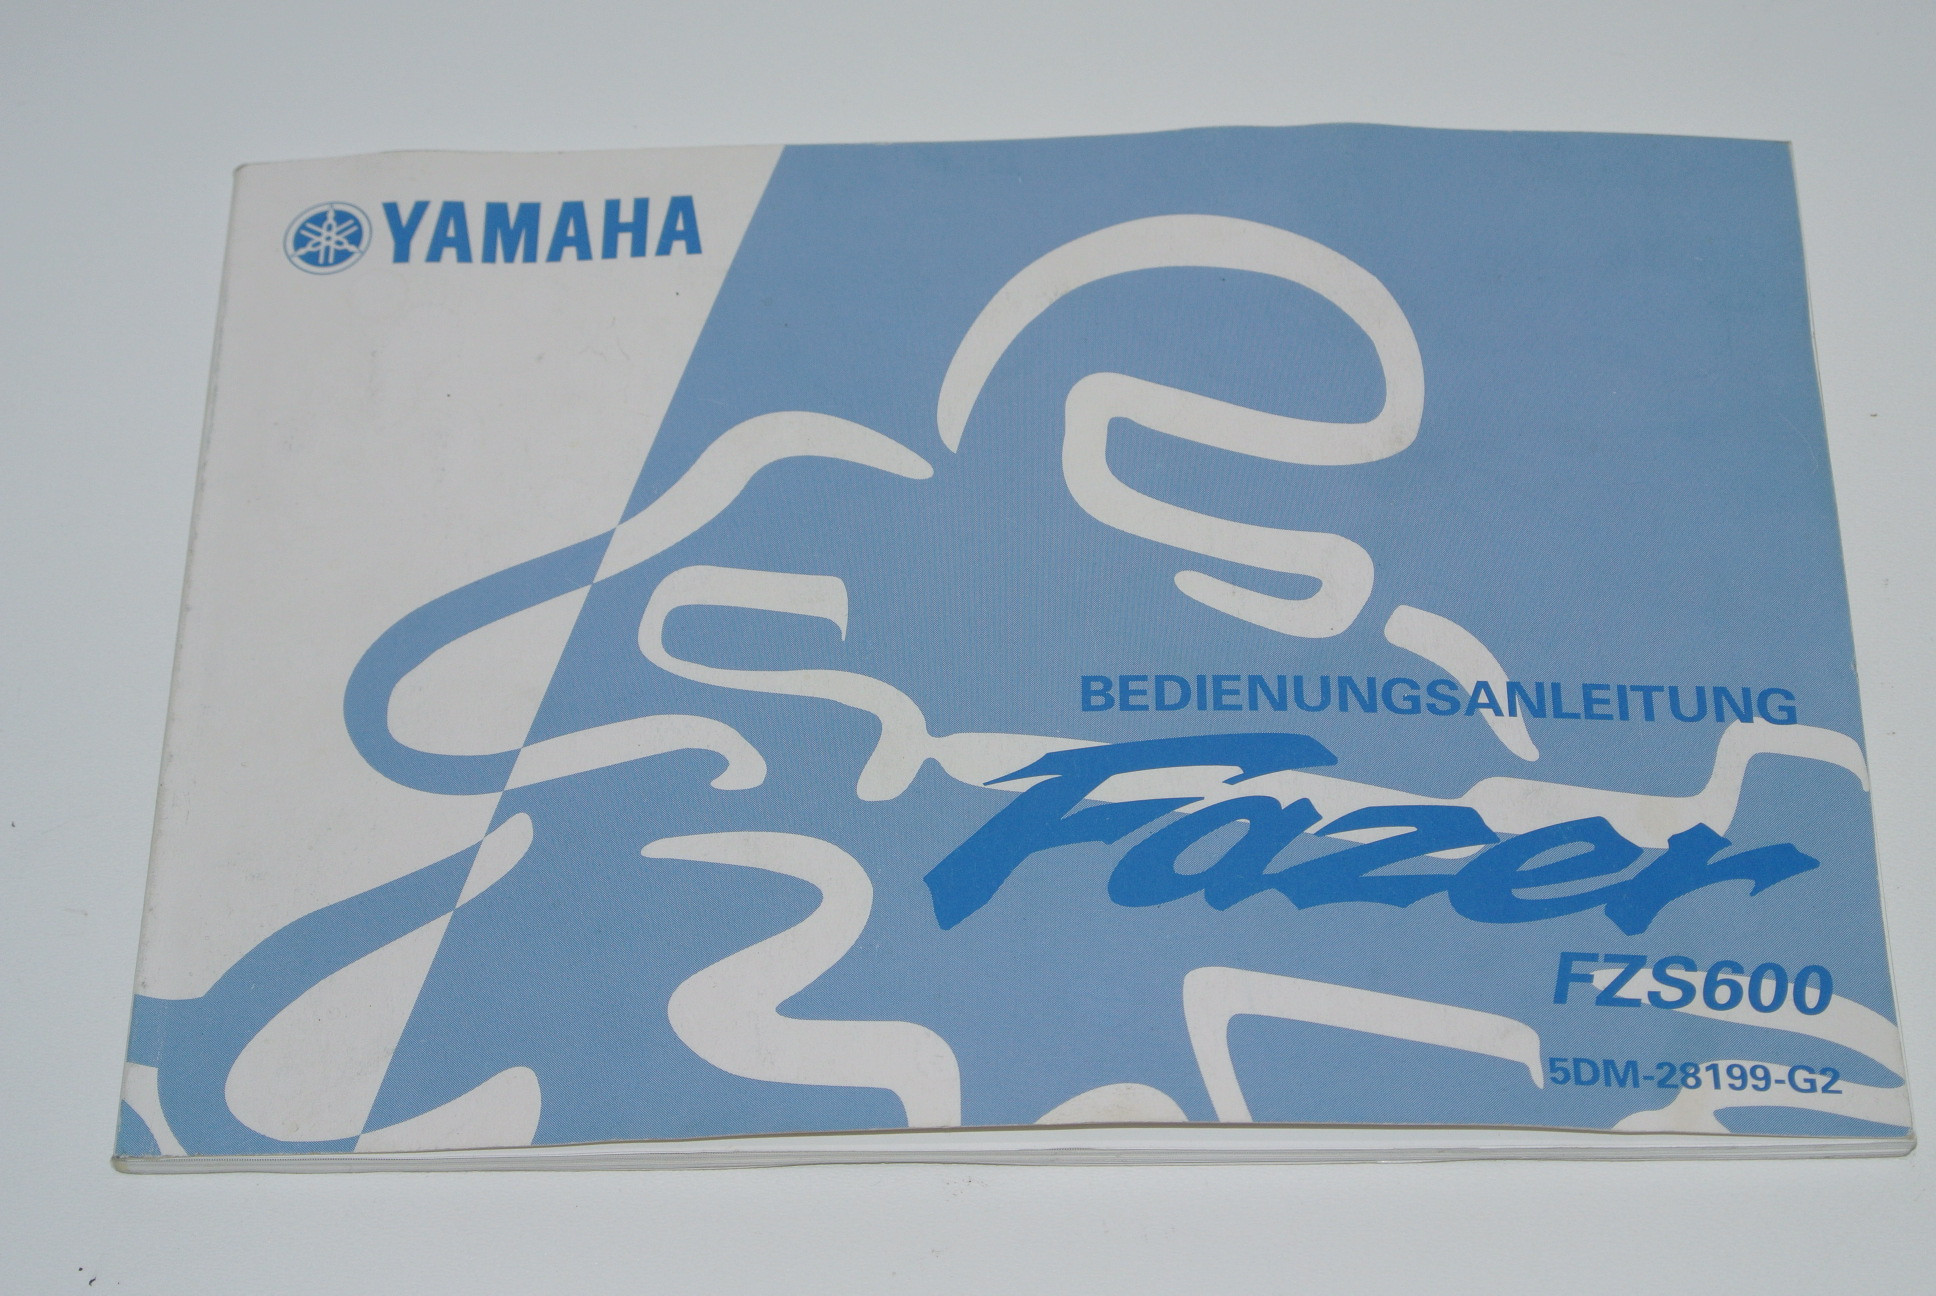 YAMAHA
BEDIENUNGSANLEITUNG
Fazer
FZS600
5DM-28199-G2